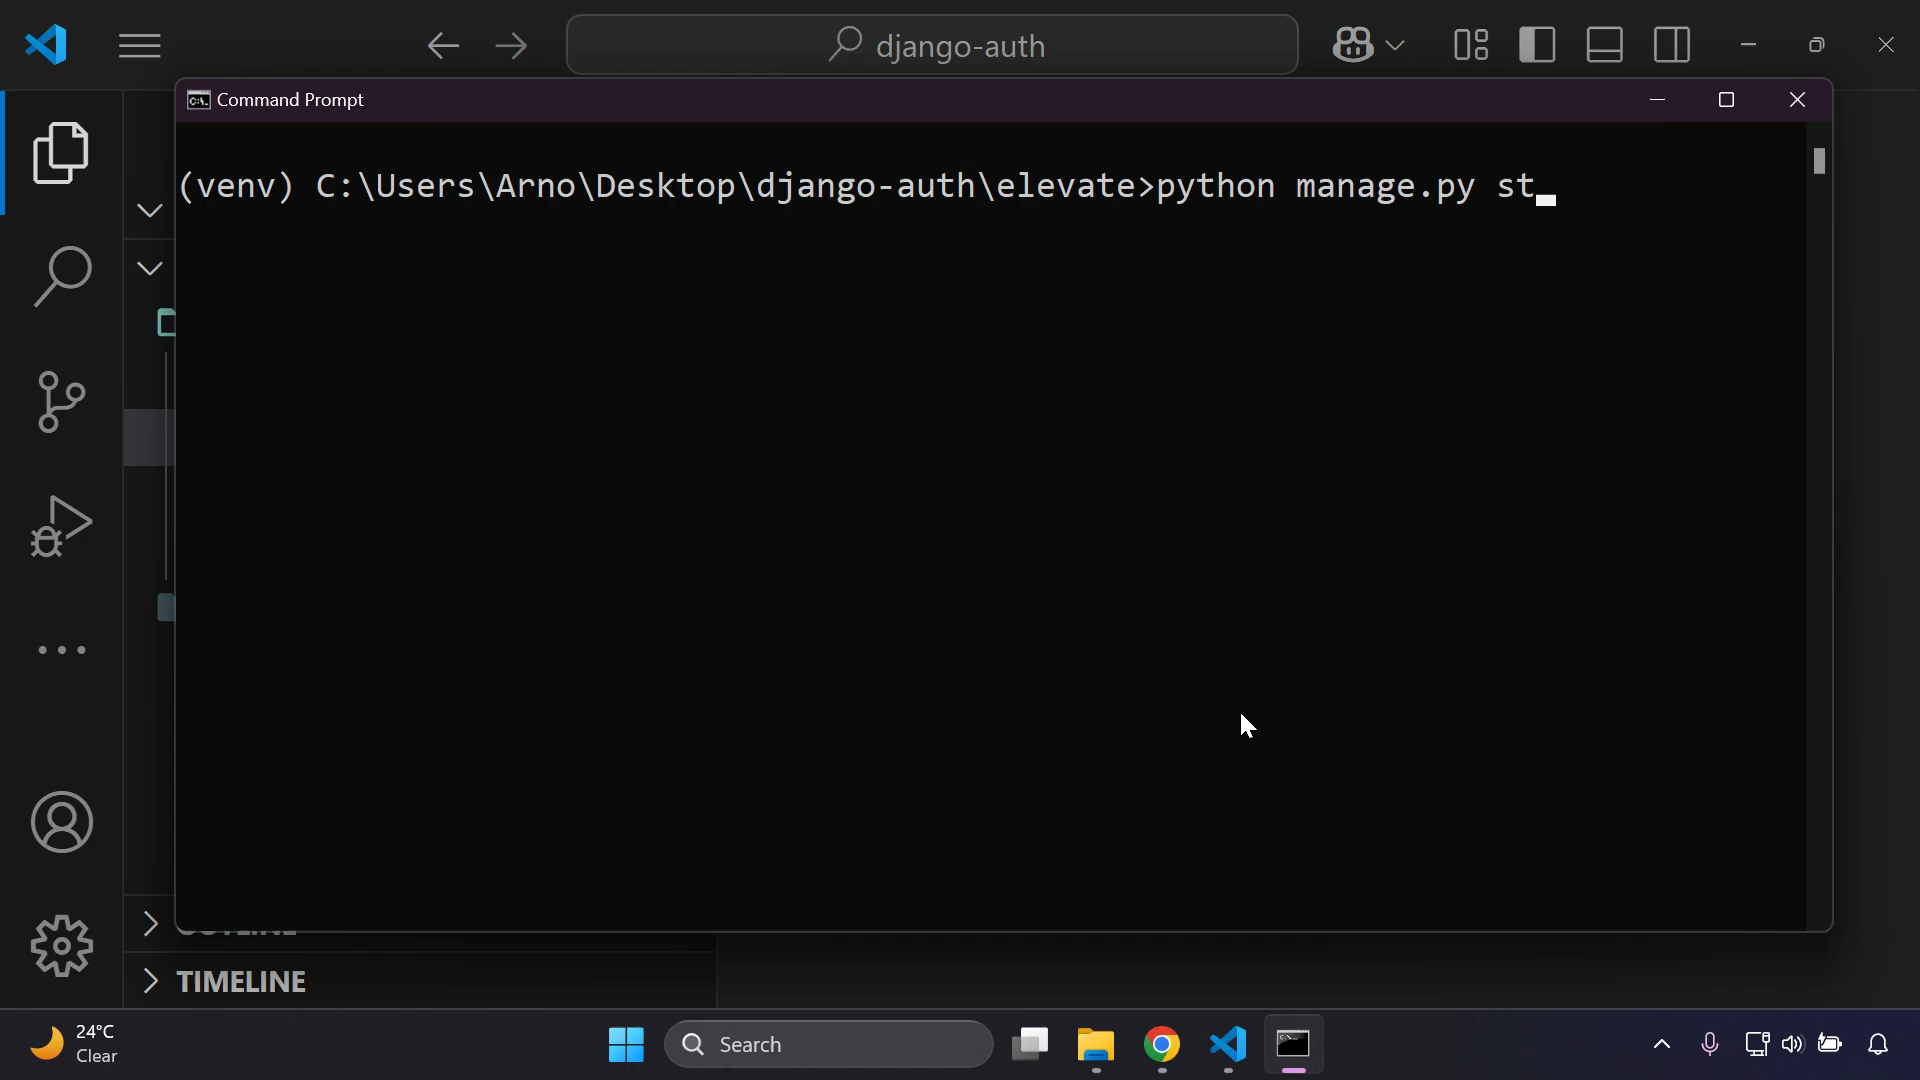 django-auth
Command Prompt
(venv) C:\Users\Arno\Desktop\django-auth\elevate>python manage.py st
TIMELINE
24°C
Clear
Search